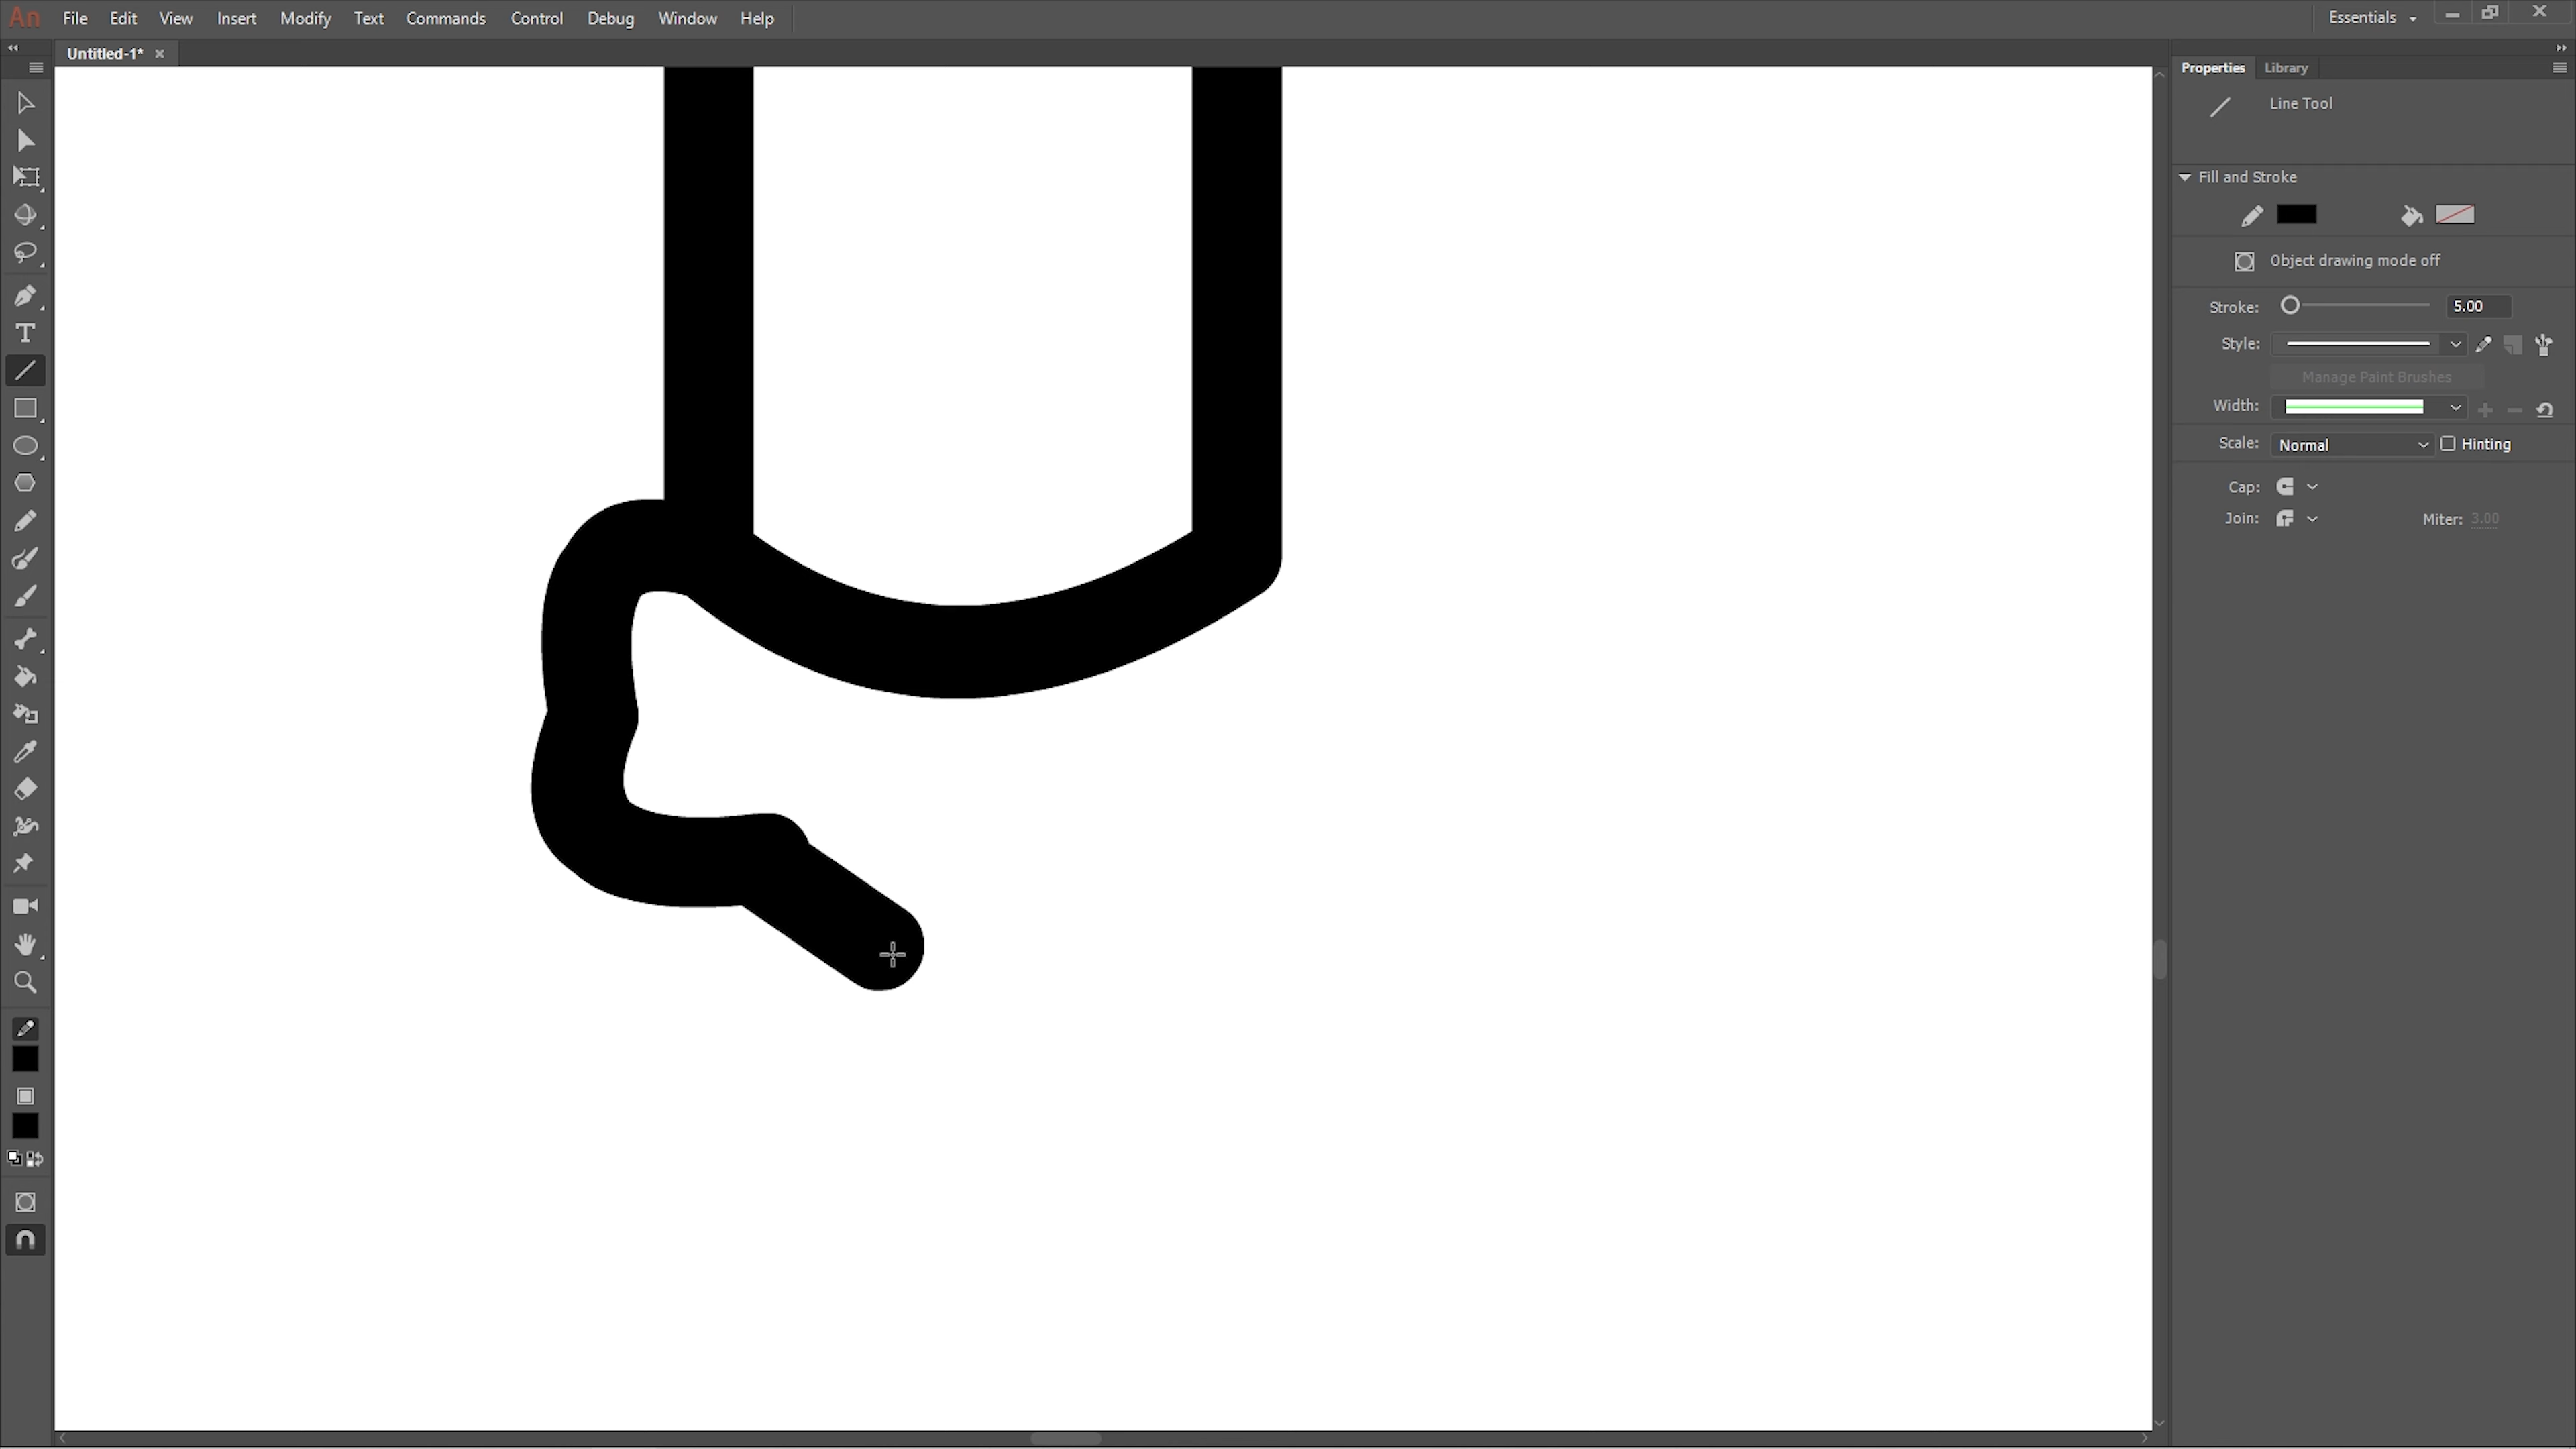 An File Edit View Insert Modify Text Commands Control Debug Window Help Essentials
Untitled-1*
Properties Library
Line Tool
Fill and Stroke
Object drawing mode off
Stroke: 5.00
Style:
Manage Paint Brushes
Width:
Scale: Normal Hinting
Cap:
Join: Miter: 3.00